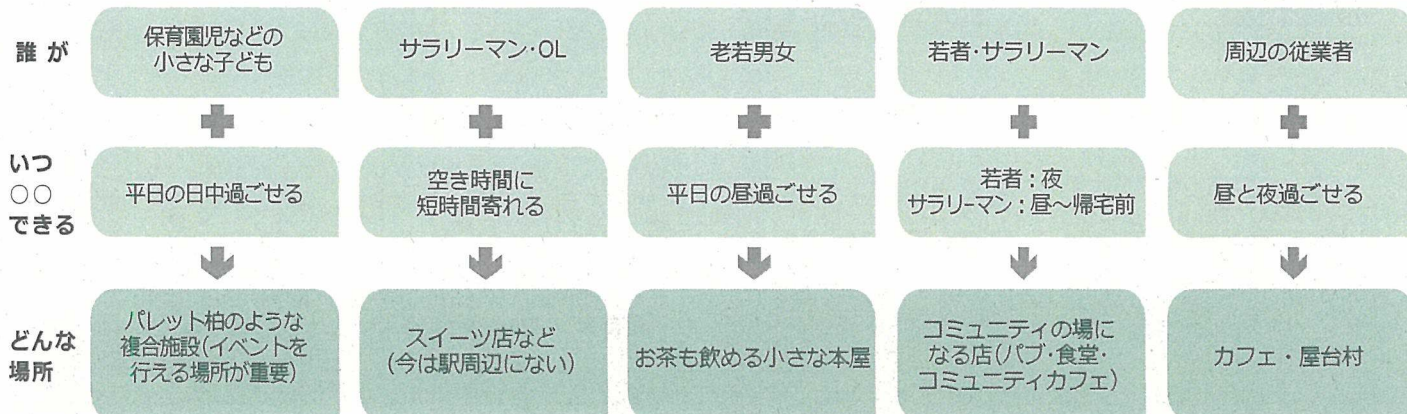 誰が
保育園児などの
小さな子ども
サラリーマン・OL
老若男女
若者・サラリーマン
周辺の従業者
いつ
○○
できる
平日の日中過ごせる
空き時間に
短時間寄れる
平日の昼過ごせる
若者：夜
サラリーマン：昼～帰宅前
昼と夜過ごせる
どんな
場所
パレット柏のような
複合施設(イベントを
行える場所が重要)
スイーツ店など
(今は駅周辺にない)
お茶も飲める小さな本屋
コミュニティの場に
なる店(パブ・食堂・
コミュニティカフェ)
カフェ・屋台村